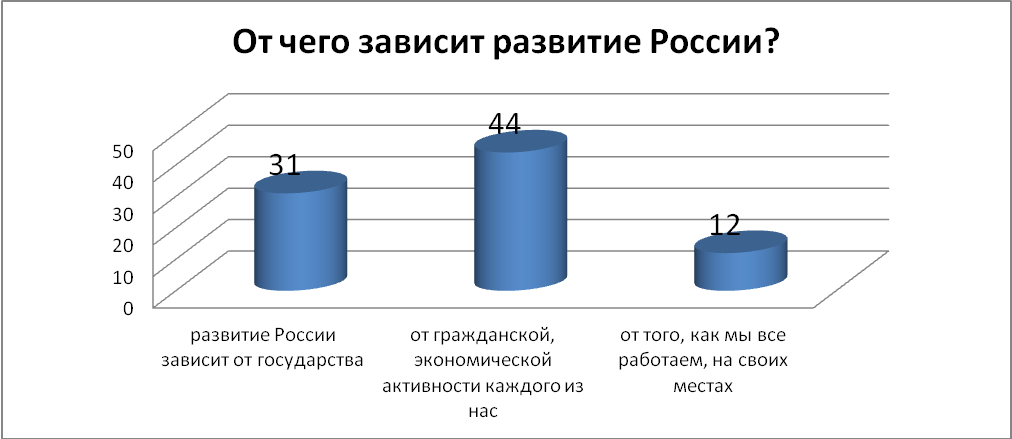 От чего зависит развитие России?
44
31
12
50
40
30
20
10
0
развитие России
зависит от государства
от гражданской,
экономической
активности каждого из
нас
от того, как мы все
работаем, на своих
местах